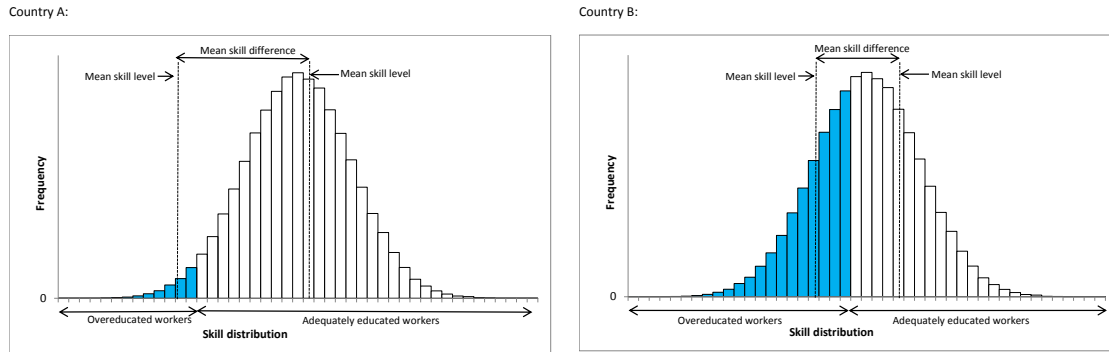 Country A:
Country B:
Mean skill difference
Mean skill level
Mean skill level
Frequency
0
Overeducated workers
Adequately educated workers
Skill distribution
Mean skill difference
Mean skill level
Mean skill level
Frequency
0
Overeducated workers
Adequately educated workers
Skill distribution